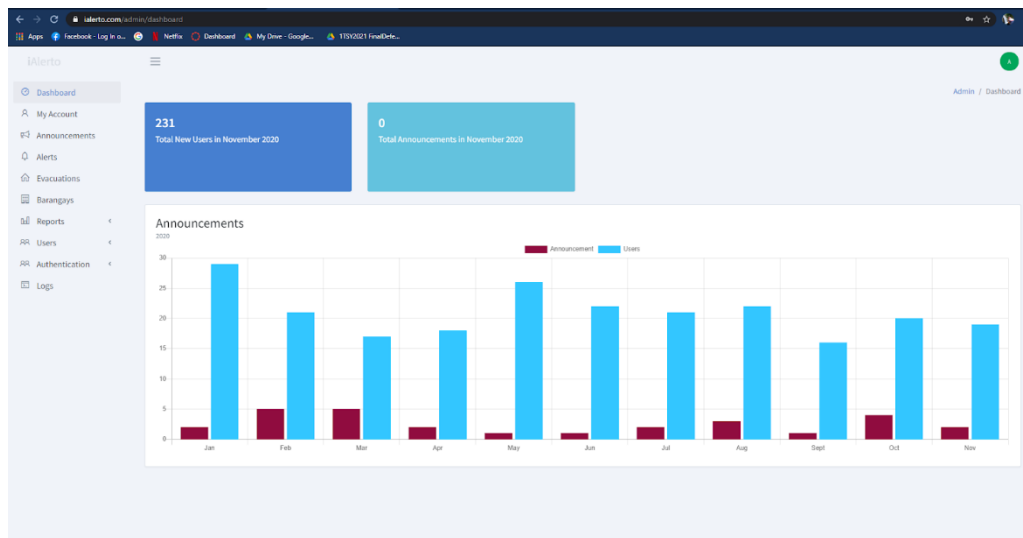 ialerto.com/admin/dashboard
Apps Facebook - Log In o... Netflix Dashboard My Drive - Google... 1TSY2021 FinalDefe...
iAlerto
A
Admin / Dashboard
Dashboard
My Account
Announcements
Alerts
Evacuations
Barangays
Reports
Users
Authentication
Logs
231
Total New Users in November 2020
0
Total Announcements in November 2020
Announcements
2020
Announcement Users
30
25
20
15
10
5
0
Jan Feb Mar Apr May Jun Jul Aug Sept Oct Nov